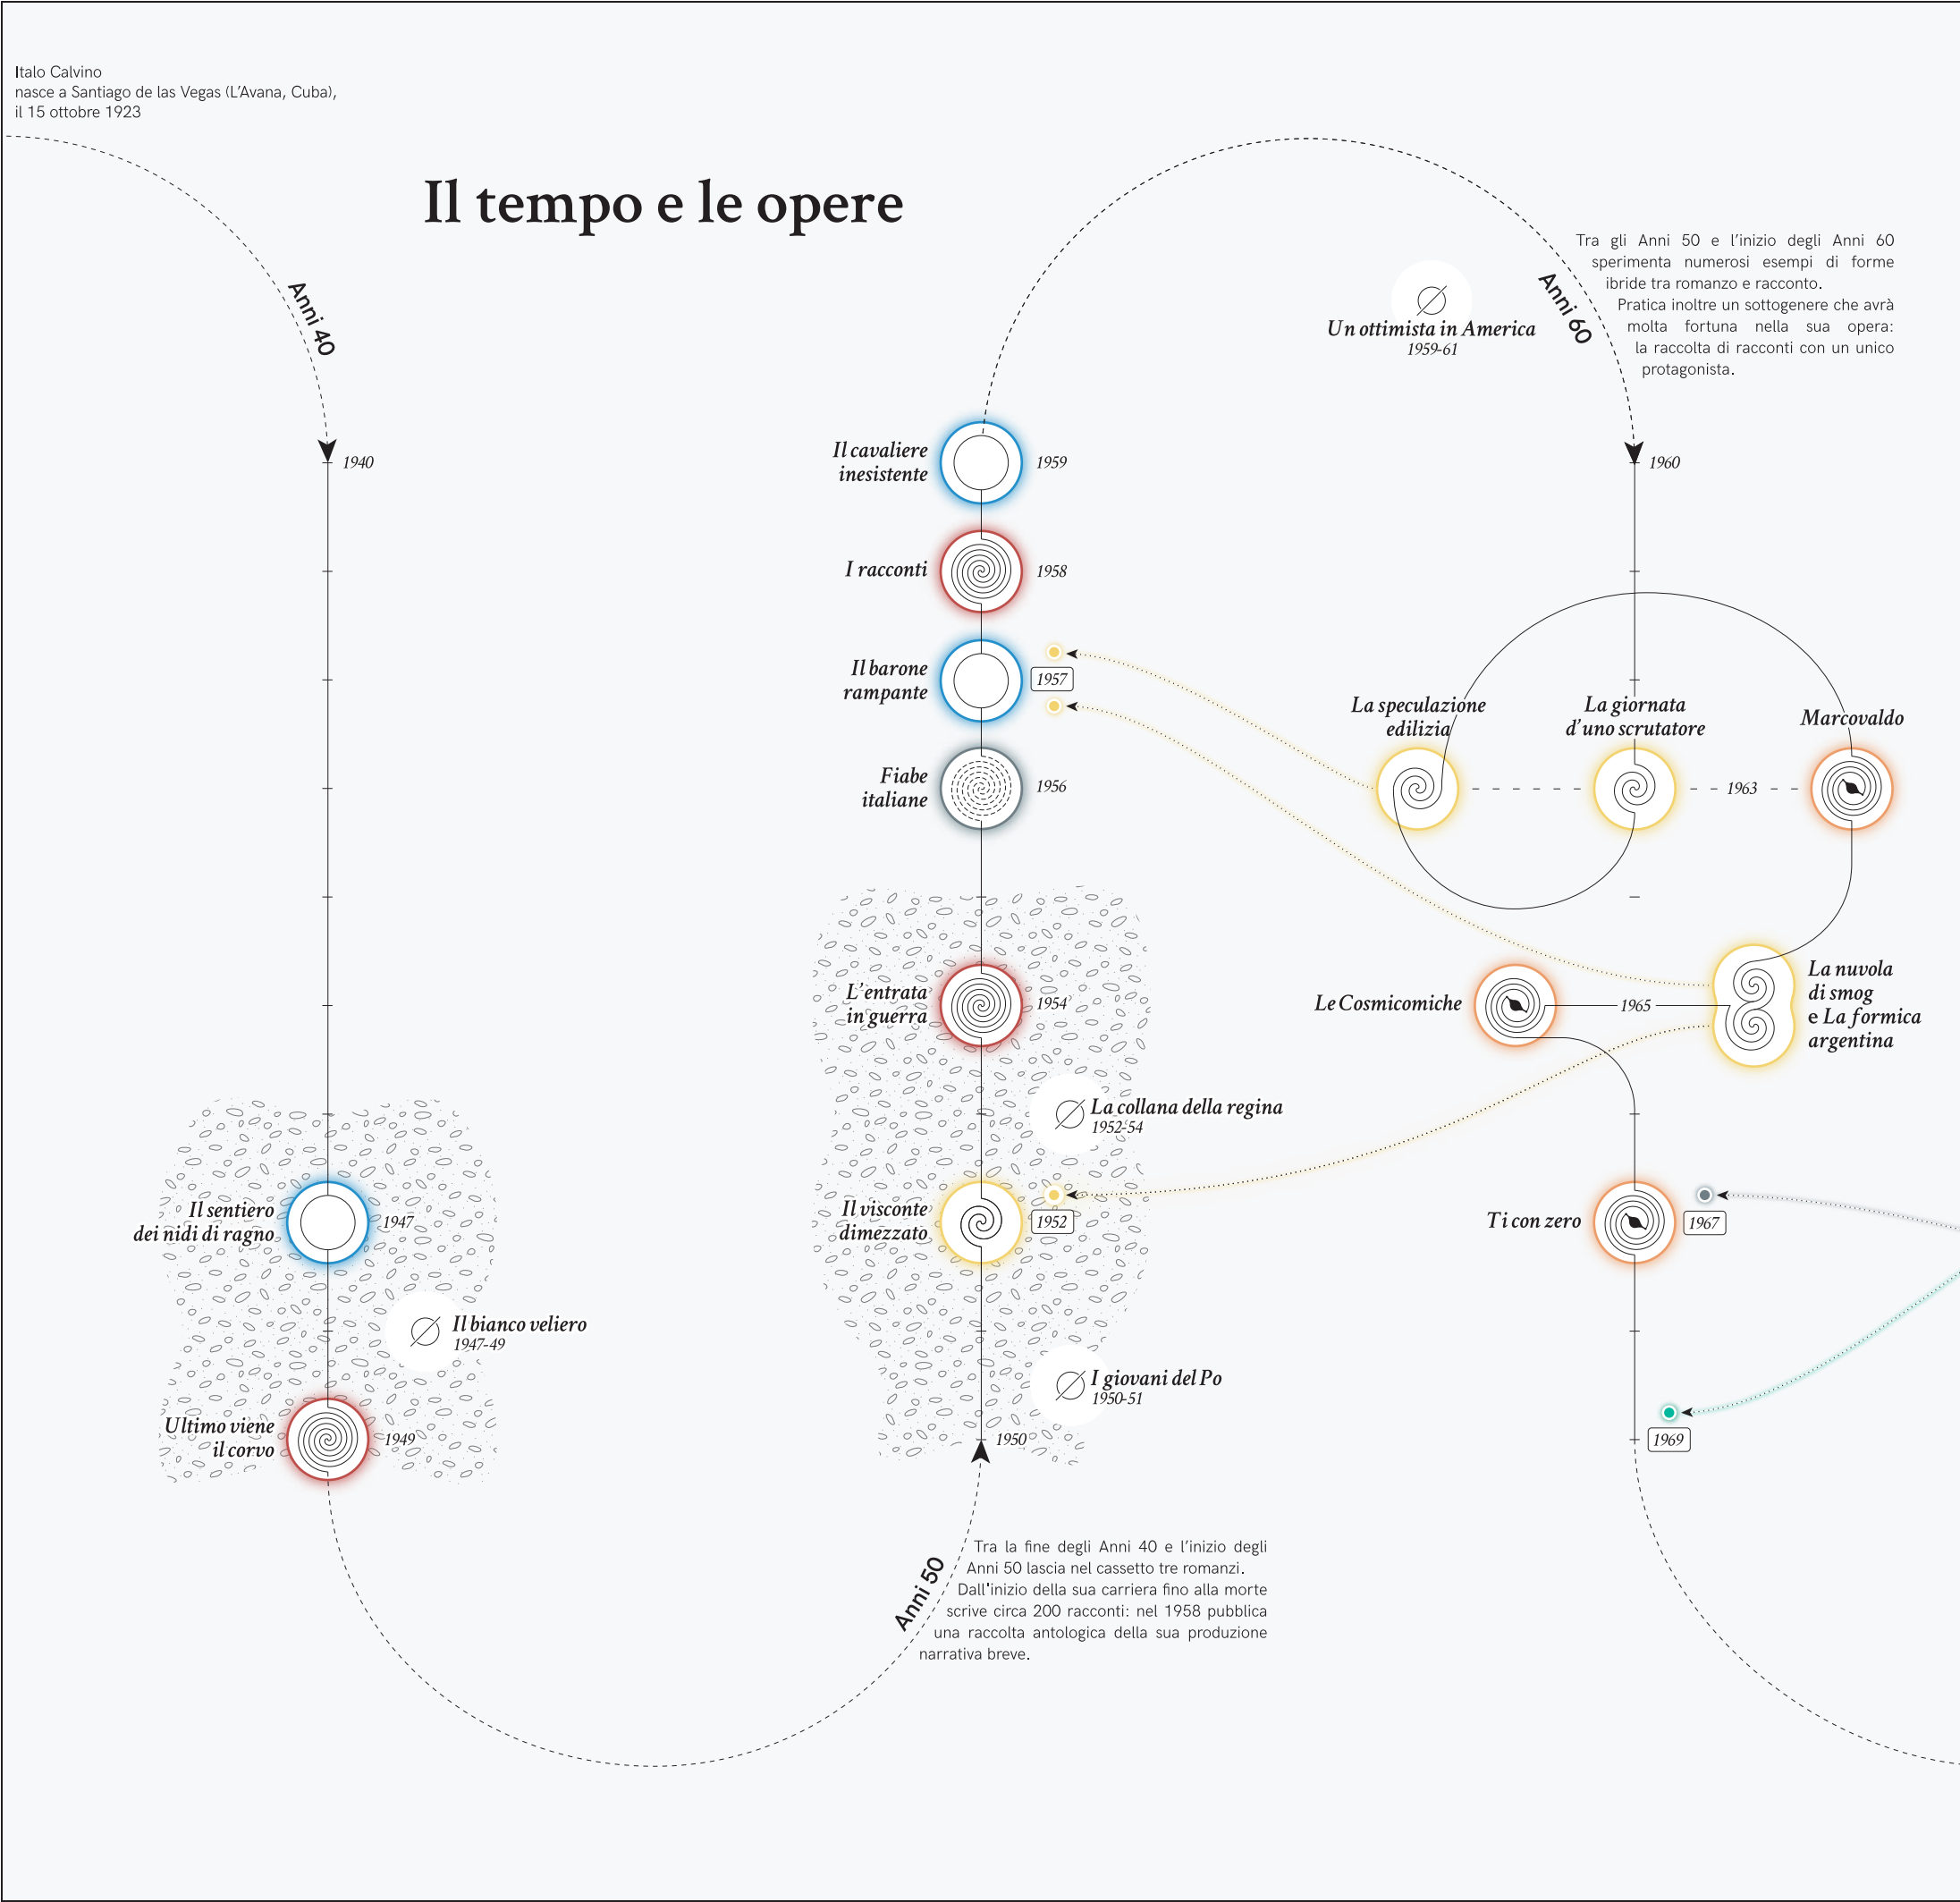 Italo Calvino
nasce a Santiago de las Vegas (L'Avana, Cuba),
il 15 ottobre 1923
Il tempo e le opere
Anni 40
1940
Il sentiero
dei nidi di ragno
1947
Il bianco veliero
1947-49
Ultimo viene
il corvo
1949
Anni 50
Tra la fine degli Anni 40 e l'inizio degli
Anni 50 lascia nel cassetto tre romanzi.
Dall'inizio della sua carriera fino alla morte
scrive circa 200 racconti: nel 1958 pubblica
una raccolta antologica della sua produzione
narrativa breve.
1950
I giovani del Po
1950-51
Il visconte
dimezzato
1952
La collana della regina
1952-54
L'entrata
in guerra
1954
Fiabe
italiane
1956
Il barone
rampante
1957
I racconti
1958
Il cavaliere
inesistente
1959
Un ottimista in America
1959-61
Anni 60
Tra gli Anni 50 e l'inizio degli Anni 60
sperimenta numerosi esempi di forme
ibride tra romanzo e racconto.
Pratica inoltre un sottogenere che avrà
molta fortuna nella sua opera:
la raccolta di racconti con un unico
protagonista.
1960
La speculazione
edilizia
La giornata
d'uno scrutatore
1963
Marcovaldo
Le Cosmicomiche
1965
La nuvola
di smog
e La formica
argentina
Ti con zero
1967
1969